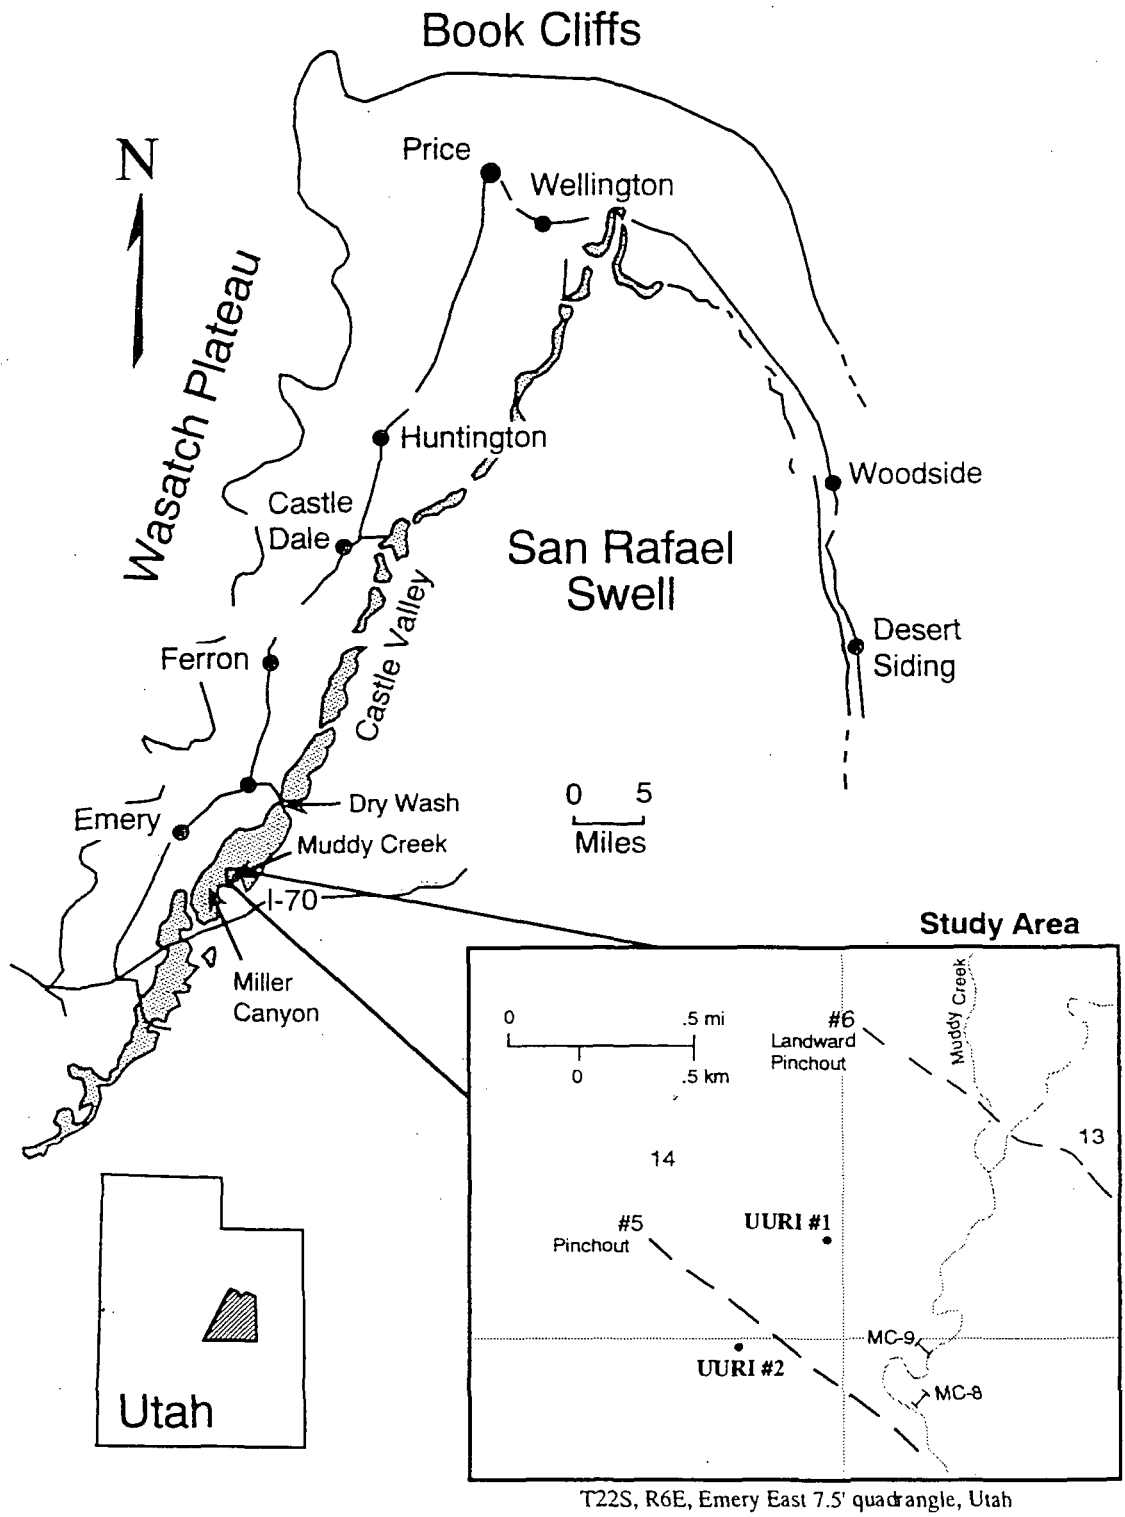 Book Cliffs
N
Price
Wellington
Wasatch Plateau
Huntington
Castle
Dale
Woodside
San Rafael
Swell
Castle Valley
Ferron
Desert
Siding
0 5
Miles
Dry Wash
Emery
Muddy Creek
I-70
Miller
Canyon
Study Area
0 .5 mi
0 .5 km
#6
Landward
Pinchout
Muddy Creek
13
14
#5
Pinchout
UURI #1
MC-9
UURI #2
MC-8
Utah
T22S, R6E, Emery East 7.5' quadrangle, Utah